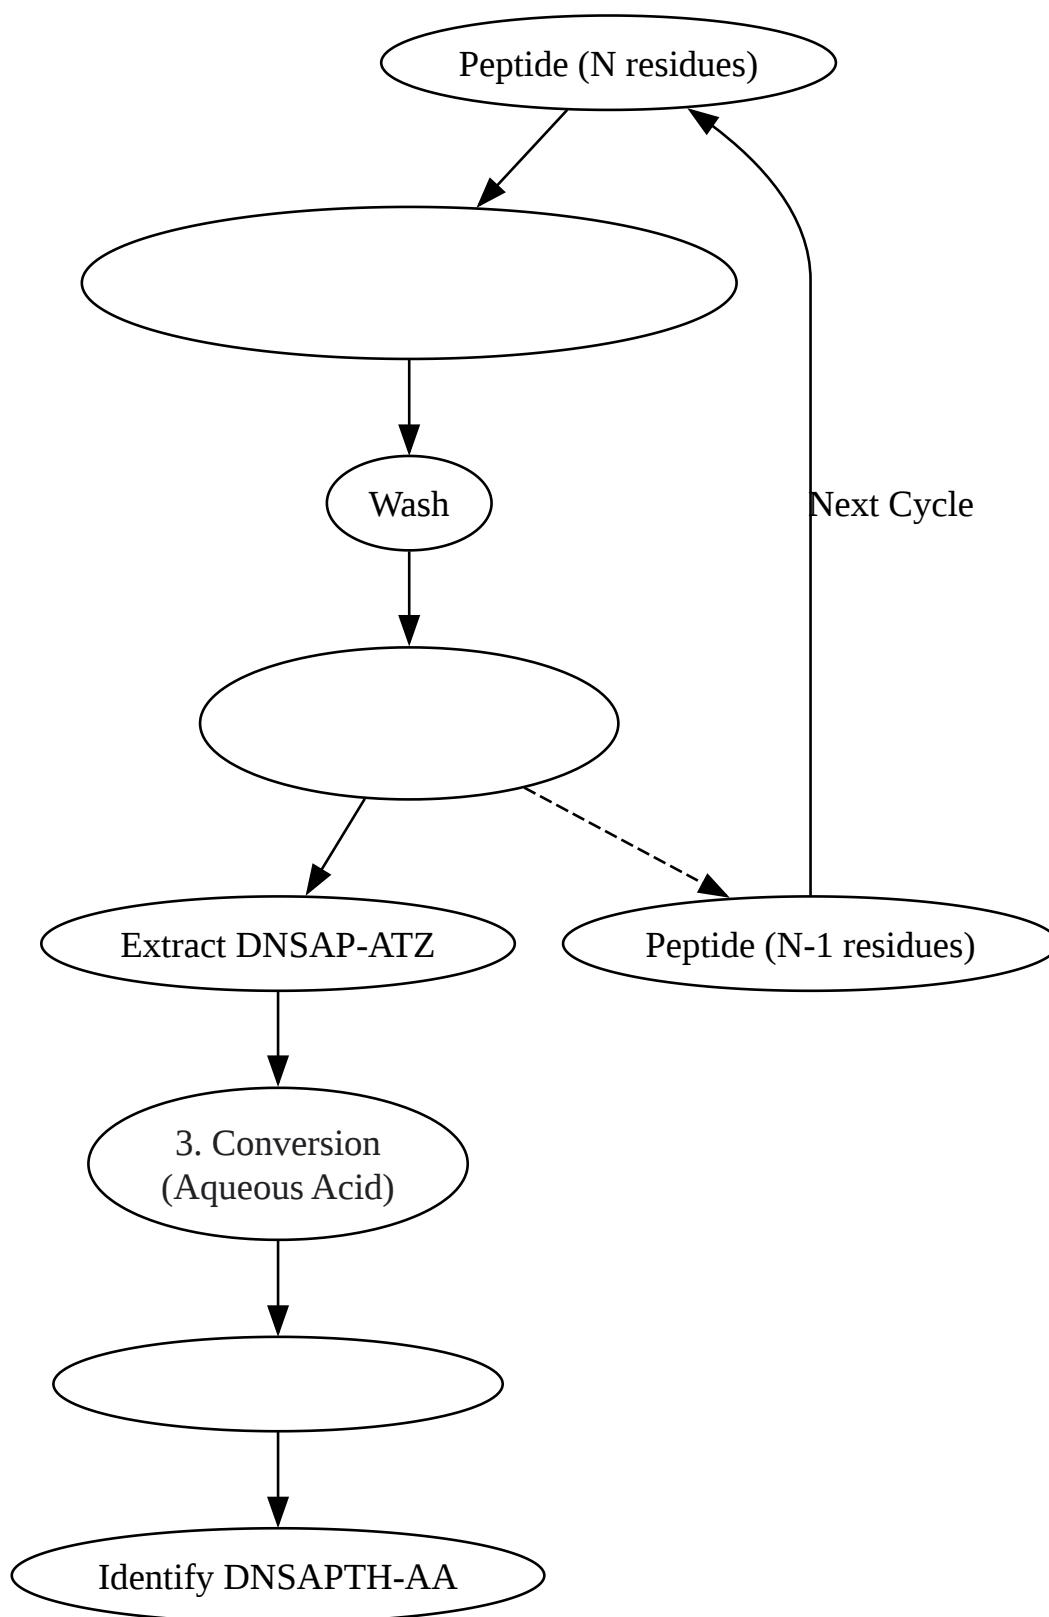 Peptide (N residues)
Wash
Next Cycle
Extract DNSAP-ATZ
Peptide (N-1 residues)
3. Conversion
(Aqueous Acid)
Identify DNSAPTH-AA